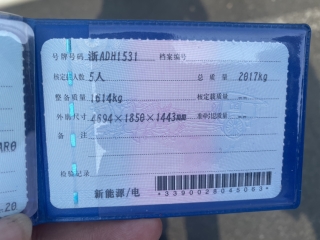 号牌号码 浙ADH1531 档案编号
核定载人数 5人 总质量 2017kg
整备质量 1614kg 核定载质量 --
外廓尺寸 4694×1850×1443mm 准牵引总质量 --
备注
检验记录
新能源/电
*3390028045063*
.20